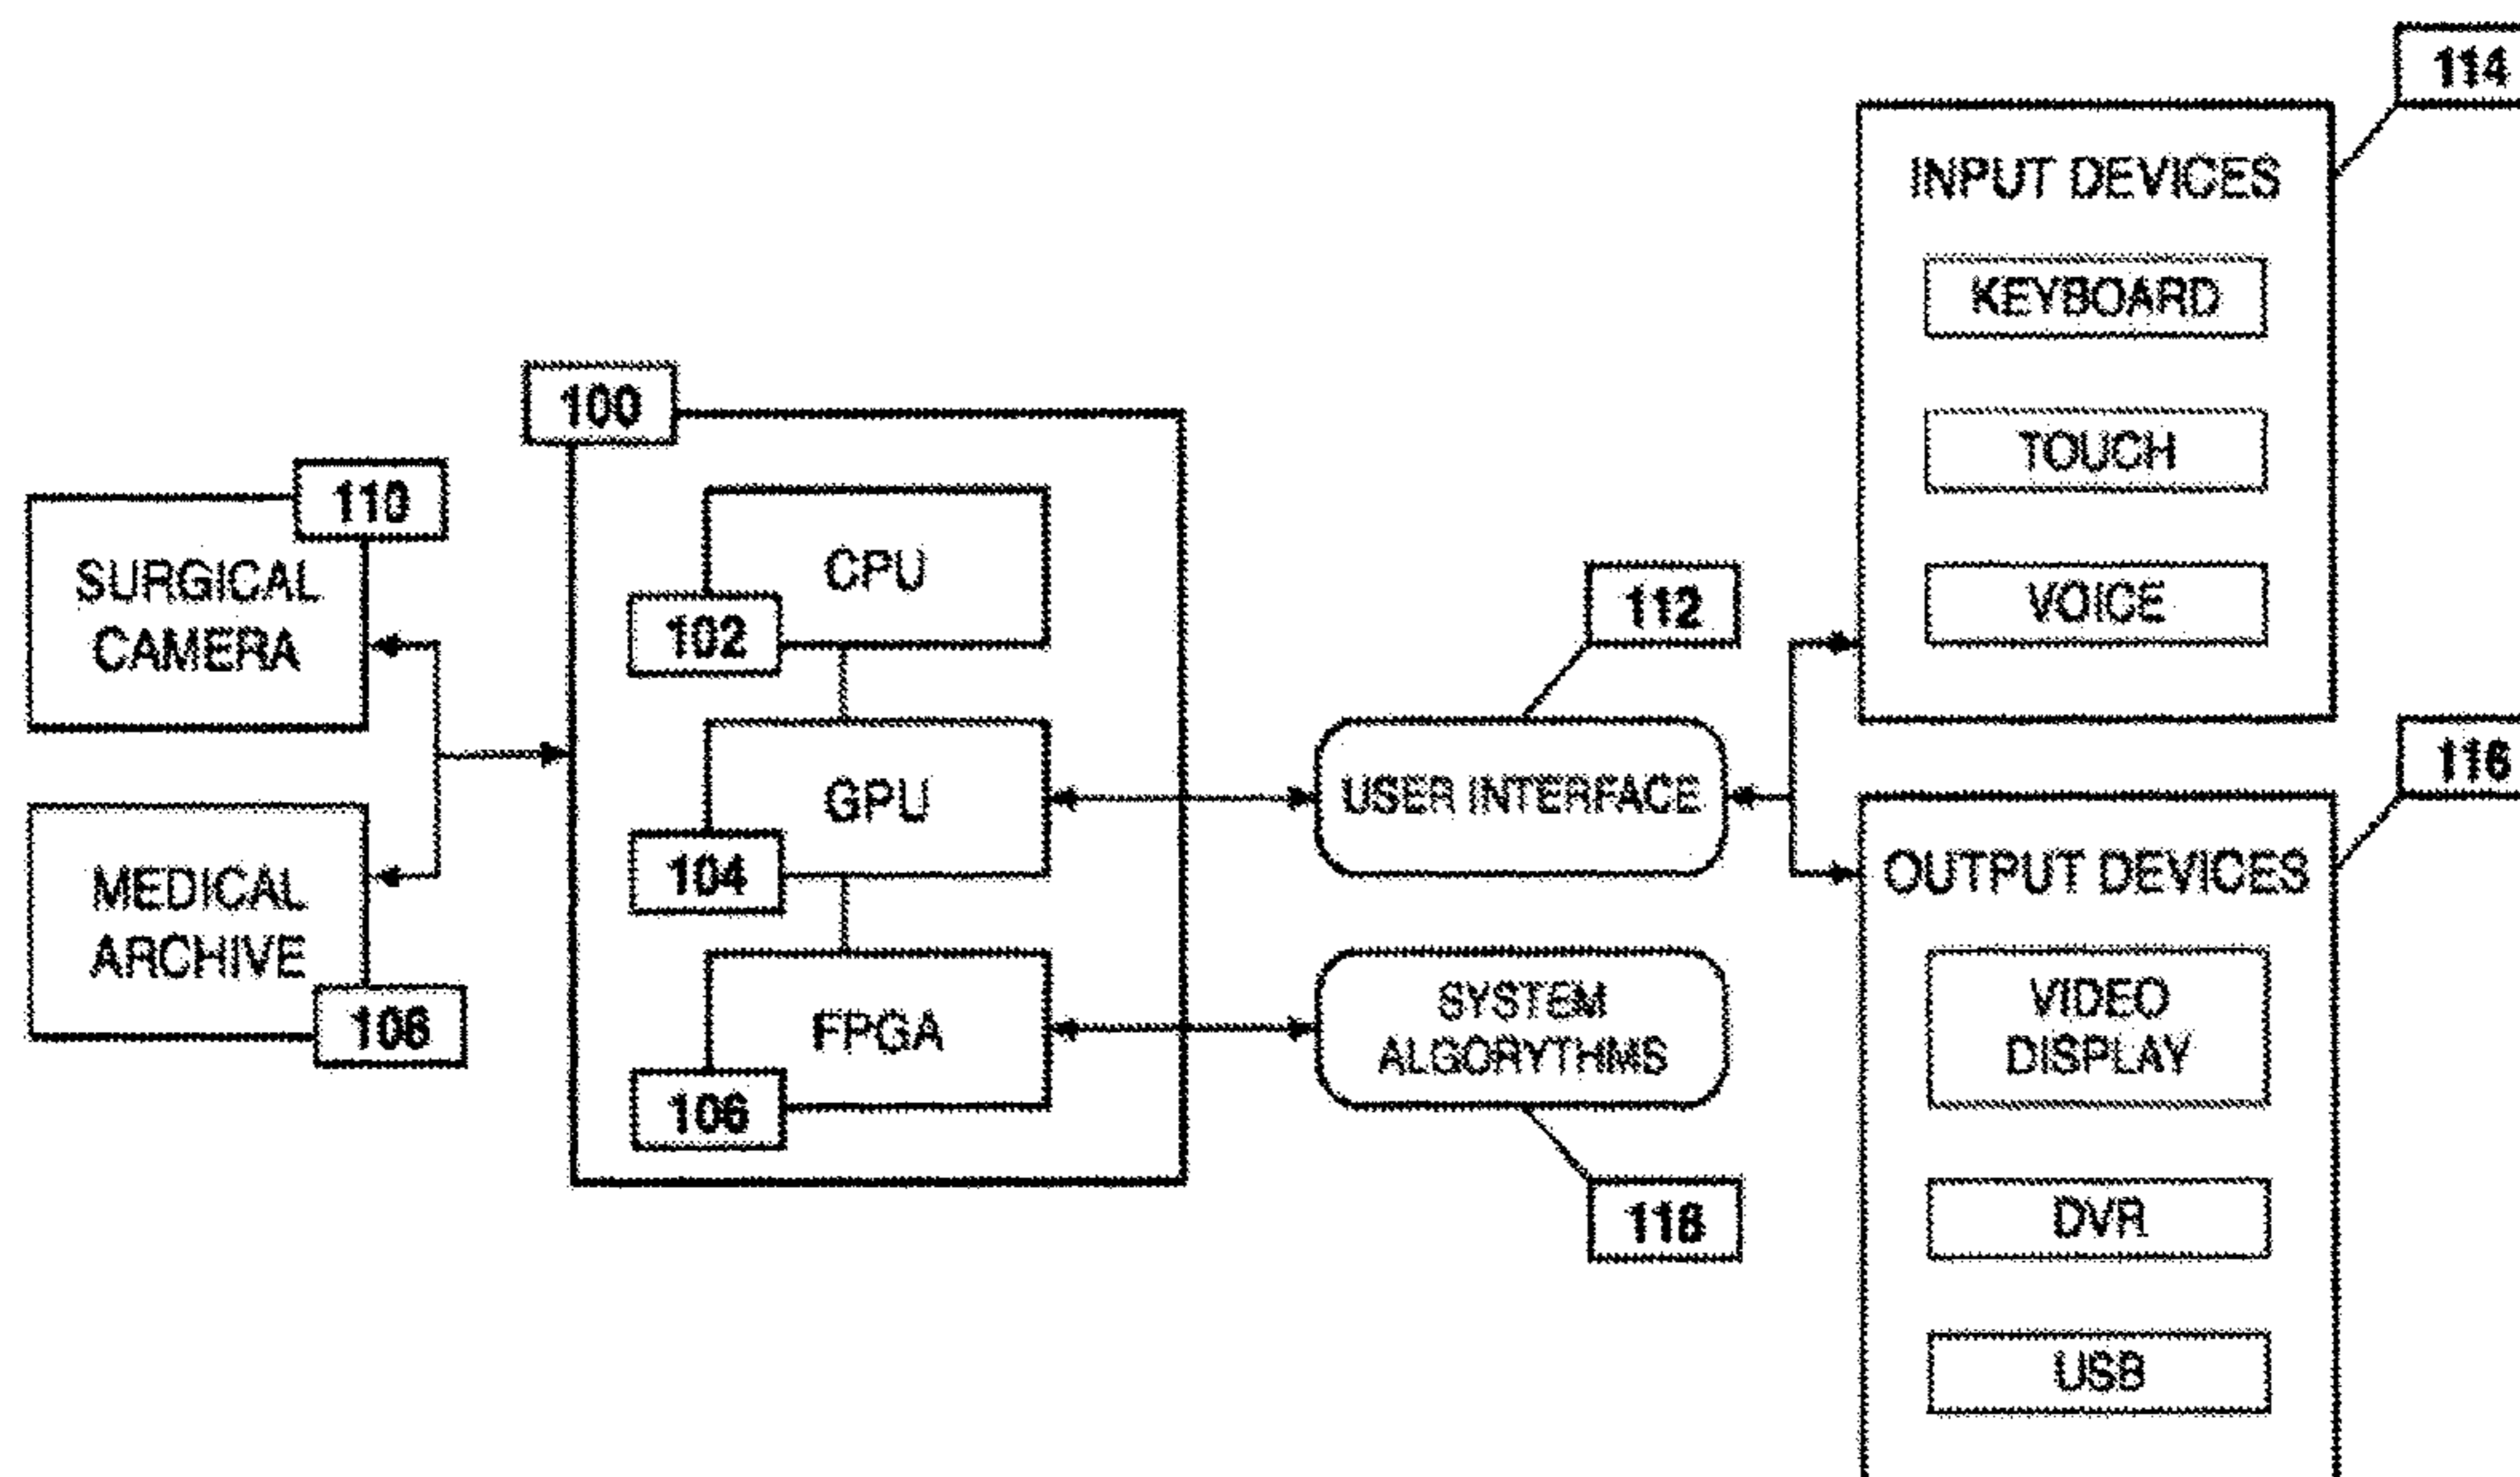 114
INPUT DEVICES
KEYBOARD
TOUCH
VOICE
100
110
SURGICAL
CAMERA
CPU
102
112
GPU
104
USER INTERFACE
116
MEDICAL
ARCHIVE
108
FPGA
106
SYSTEM
ALGORYTHMS
118
OUTPUT DEVICES
VIDEO
DISPLAY
DVR
USB